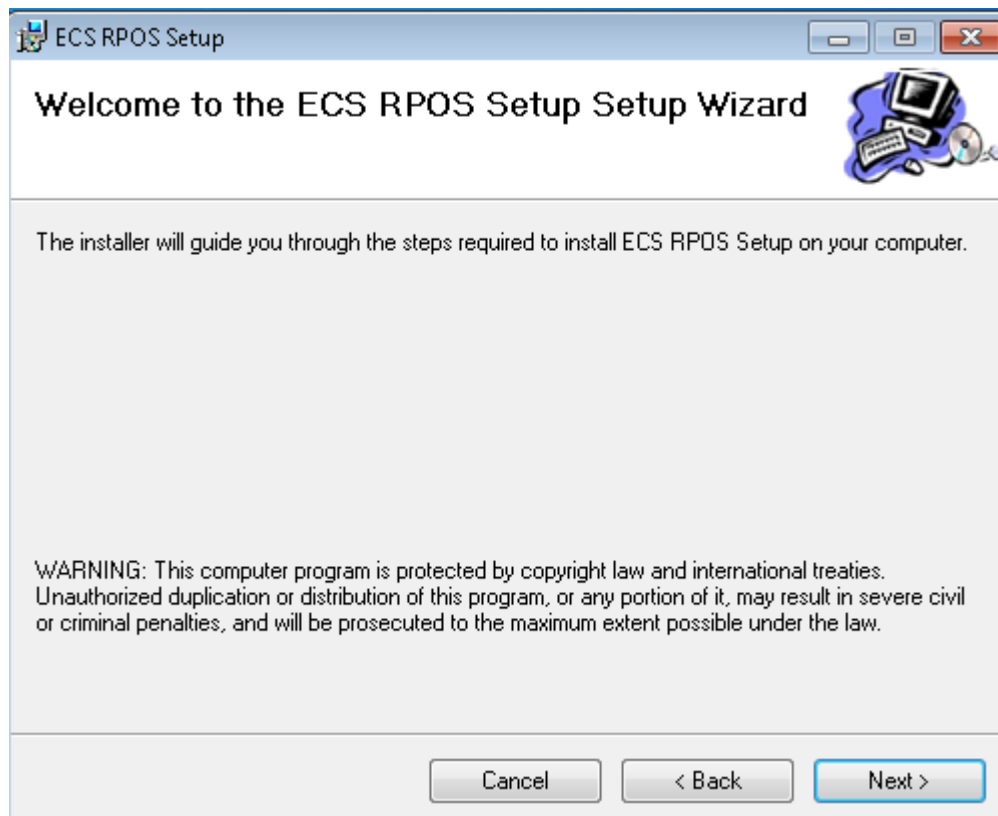 ECS RPOS Setup
Welcome to the ECS RPOS Setup Setup Wizard
The installer will guide you through the steps required to install ECS RPOS Setup on your computer.
WARNING: This computer program is protected by copyright law and international treaties.
Unauthorized duplication or distribution of this program, or any portion of it, may result in severe civil
or criminal penalties, and will be prosecuted to the maximum extent possible under the law.
Cancel < Back Next >